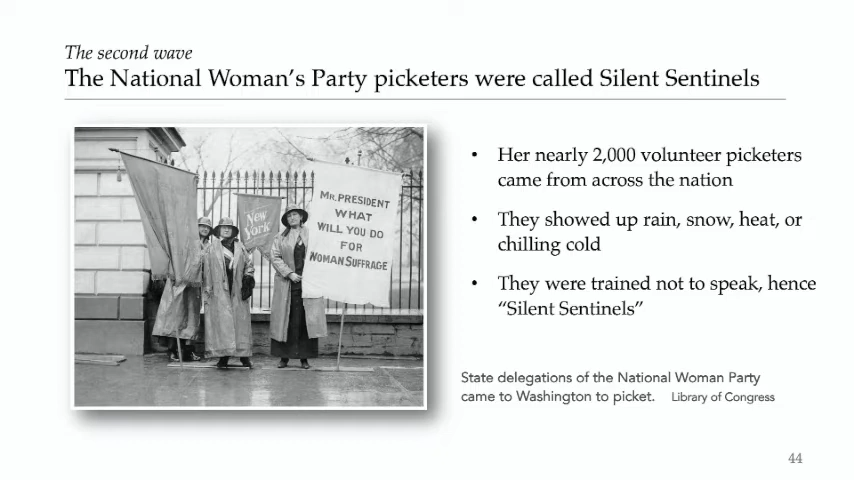 The second wave
The National Woman's Party picketers were called Silent Sentinels
New
York
MR. PRESIDENT
WHAT
WILL YOU DO
FOR
WOMAN SUFFRAGE
• Her nearly 2,000 volunteer picketers
came from across the nation
• They showed up rain, snow, heat, or
chilling cold
• They were trained not to speak, hence
“Silent Sentinels”
State delegations of the National Woman Party
came to Washington to picket. Library of Congress
44